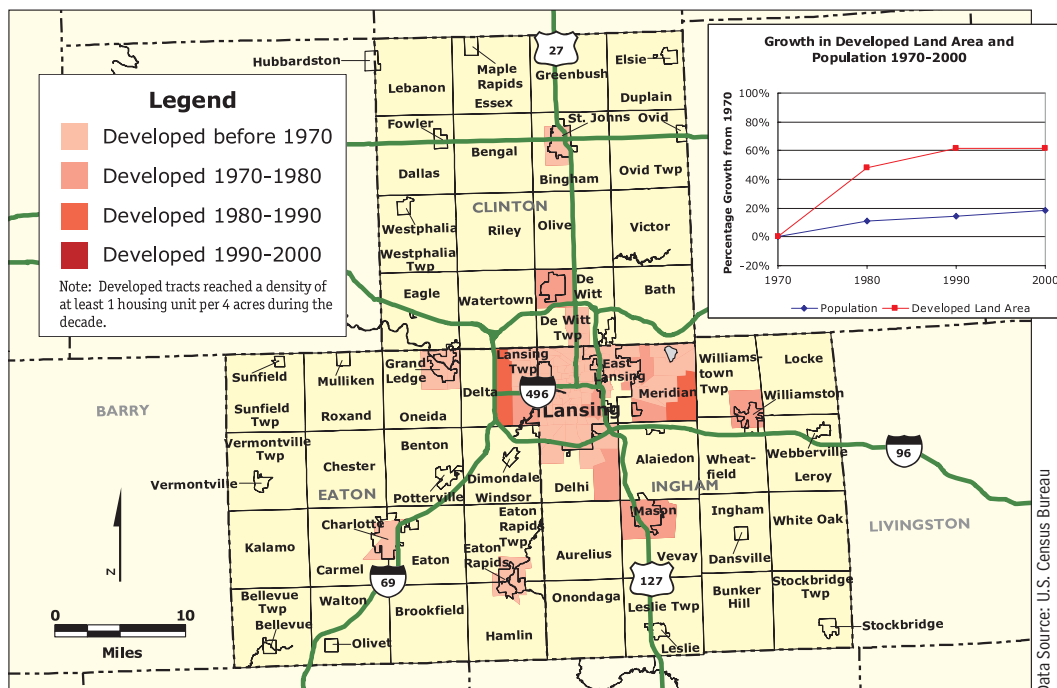 Growth in Developed Land Area and
Population 1970-2000
Percentage Growth from 1970
100%
80%
60%
40%
20%
0%
-20%
1970
1980
1990
2000
Population
Developed Land Area
Legend
Developed before 1970
Developed 1970-1980
Developed 1980-1990
Developed 1990-2000
Note: Developed tracts reached a density of
at least 1 housing unit per 4 acres during the
decade.
Hubbardston
Maple
Rapids
Essex
27
Greenbush
Elsie
Lebanon
Duplain
Fowler
St. Johns
Ovid
Bengal
Dallas
Bingham
Ovid Twp
CLINTON
Westphalia
Riley
Olive
Victor
Westphalia
Twp
Eagle
Watertown
De
Witt
Bath
De Witt
Twp
Sunfield
Mulliken
Grand
Ledge
Lansing
Twp
East
Lansing
Williams-
town
Twp
Locke
BARRY
Sunfield
Twp
Roxand
Oneida
Delta
496
Lansing
Meridian
Williamston
Vermontville
Twp
Benton
96
Chester
Alaiedon
Wheat-
field
Webberville
Leroy
Vermontville
EATON
Potterville
Dimondale
Windsor
Delhi
INGHAM
Charlotte
Eaton
Rapids
Twp
Mason
Ingham
White Oak
LIVINGSTON
Kalamo
Carmel
Eaton
Eaton
Rapids
Aurelius
Vevay
Dansville
69
127
N
Bellevue
Twp
Bellevue
Walton
Brookfield
Onondaga
Leslie Twp
Bunker
Hill
Stockbridge
Twp
Olivet
Hamlin
Leslie
Stockbridge
0
10
Miles
Data Source: U.S. Census Bureau